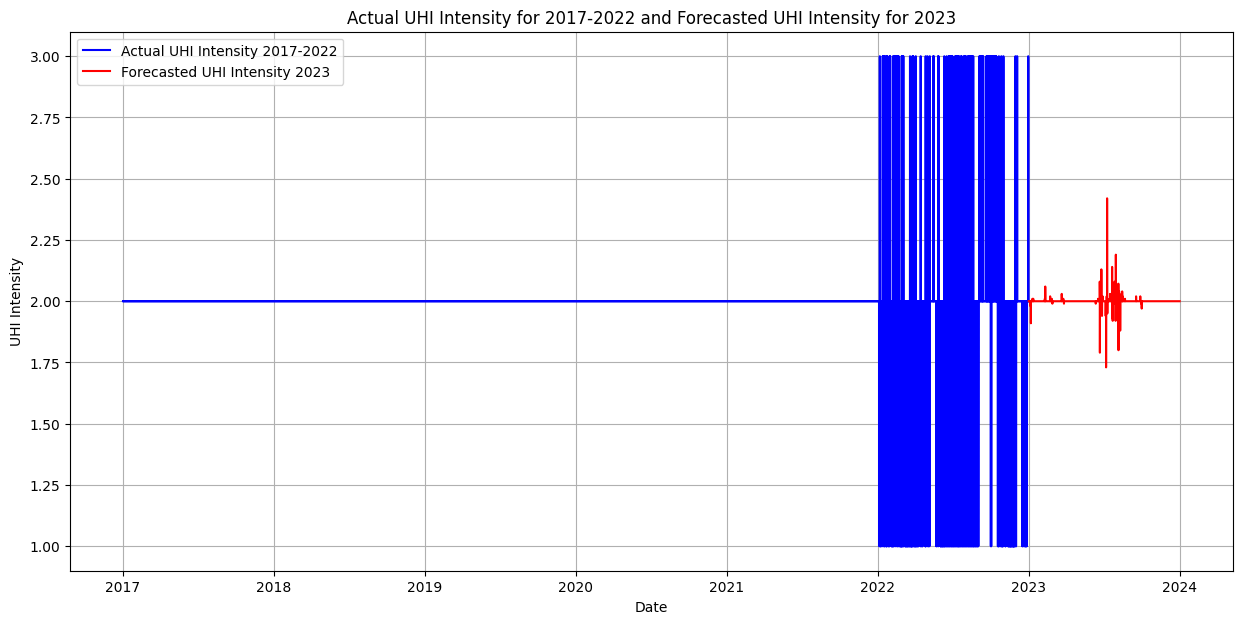 Actual UHI Intensity for 2017-2022 and Forecasted UHI Intensity for 2023
Actual UHI Intensity 2017-2022
Forecasted UHI Intensity 2023
3.00
2.75
2.50
2.25
2.00
1.75
1.50
1.25
1.00
UHI Intensity
2017 2018 2019 2020 2021 2022 2023 2024
Date